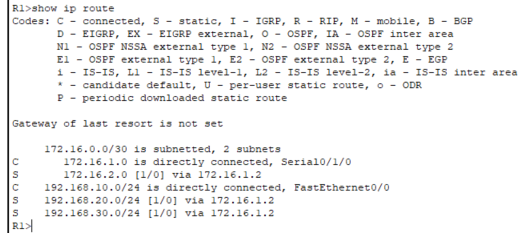 R1>show ip route
Codes: C - connected, S - static, I - IGRP, R - RIP, M - mobile, B - BGP
       D - EIGRP, EX - EIGRP external, O - OSPF, IA - OSPF inter area
       N1 - OSPF NSSA external type 1, N2 - OSPF NSSA external type 2
       E1 - OSPF external type 1, E2 - OSPF external type 2, E - EGP
       i - IS-IS, L1 - IS-IS level-1, L2 - IS-IS level-2, ia - IS-IS inter area
       * - candidate default, U - per-user static route, o - ODR
       P - periodic downloaded static route

Gateway of last resort is not set

     172.16.0.0/30 is subnetted, 2 subnets
C       172.16.1.0 is directly connected, Serial0/1/0
S       172.16.2.0 [1/0] via 172.16.1.2
C    192.168.10.0/24 is directly connected, FastEthernet0/0
S    192.168.20.0/24 [1/0] via 172.16.1.2
S    192.168.30.0/24 [1/0] via 172.16.1.2
R1>